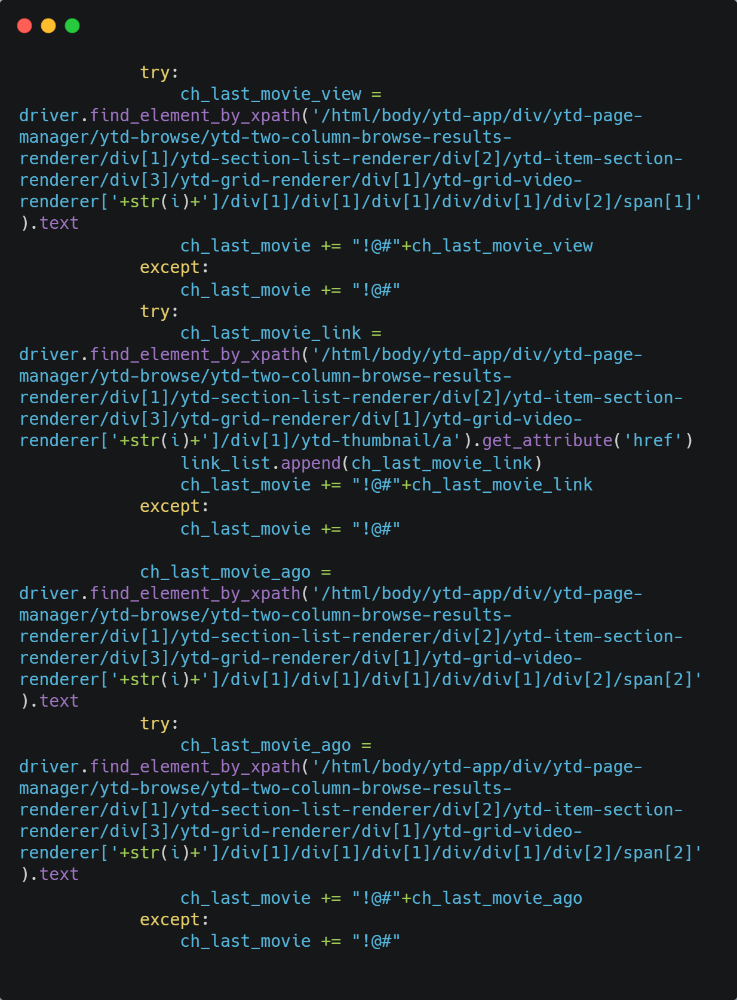 try:
ch_last_movie_view =
driver.find_element_by_xpath('/html/body/ytd-app/div/ytd-page-
manager/ytd-browse/ytd-two-column-browse-results-
renderer/div[1]/ytd-section-list-renderer/div[2]/ytd-item-section-
renderer/div[3]/ytd-grid-renderer/div[1]/ytd-grid-video-
renderer['+str(i)+']/div[1]/div[1]/div[1]/div/div[1]/div[2]/span[1]'
).text
ch_last_movie += "!@#"+ch_last_movie_view
except:
ch_last_movie += "!@#"
try:
ch_last_movie_link =
driver.find_element_by_xpath('/html/body/ytd-app/div/ytd-page-
manager/ytd-browse/ytd-two-column-browse-results-
renderer/div[1]/ytd-section-list-renderer/div[2]/ytd-item-section-
renderer/div[3]/ytd-grid-renderer/div[1]/ytd-grid-video-
renderer['+str(i)+']/div[1]/ytd-thumbnail/a').get_attribute('href')
link_list.append(ch_last_movie_link)
ch_last_movie += "!@#"+ch_last_movie_link
except:
ch_last_movie += "!@#"
ch_last_movie_ago =
driver.find_element_by_xpath('/html/body/ytd-app/div/ytd-page-
manager/ytd-browse/ytd-two-column-browse-results-
renderer/div[1]/ytd-section-list-renderer/div[2]/ytd-item-section-
renderer/div[3]/ytd-grid-renderer/div[1]/ytd-grid-video-
renderer['+str(i)+']/div[1]/div[1]/div[1]/div/div[1]/div[2]/span[2]'
).text
try:
ch_last_movie_ago =
driver.find_element_by_xpath('/html/body/ytd-app/div/ytd-page-
manager/ytd-browse/ytd-two-column-browse-results-
renderer/div[1]/ytd-section-list-renderer/div[2]/ytd-item-section-
renderer/div[3]/ytd-grid-renderer/div[1]/ytd-grid-video-
renderer['+str(i)+']/div[1]/div[1]/div[1]/div/div[1]/div[2]/span[2]'
).text
ch_last_movie += "!@#"+ch_last_movie_ago
except:
ch_last_movie += "!@#"